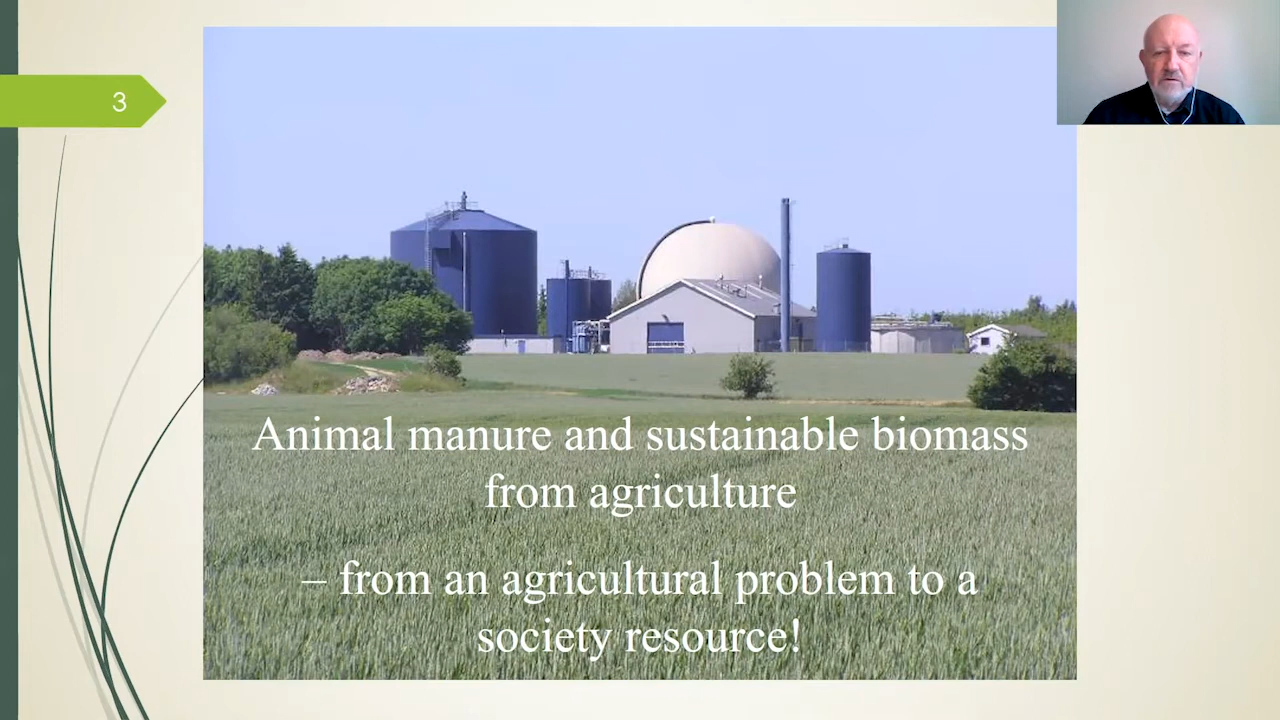 3
Animal manure and sustainable biomass
from agriculture
– from an agricultural problem to a
society resource!